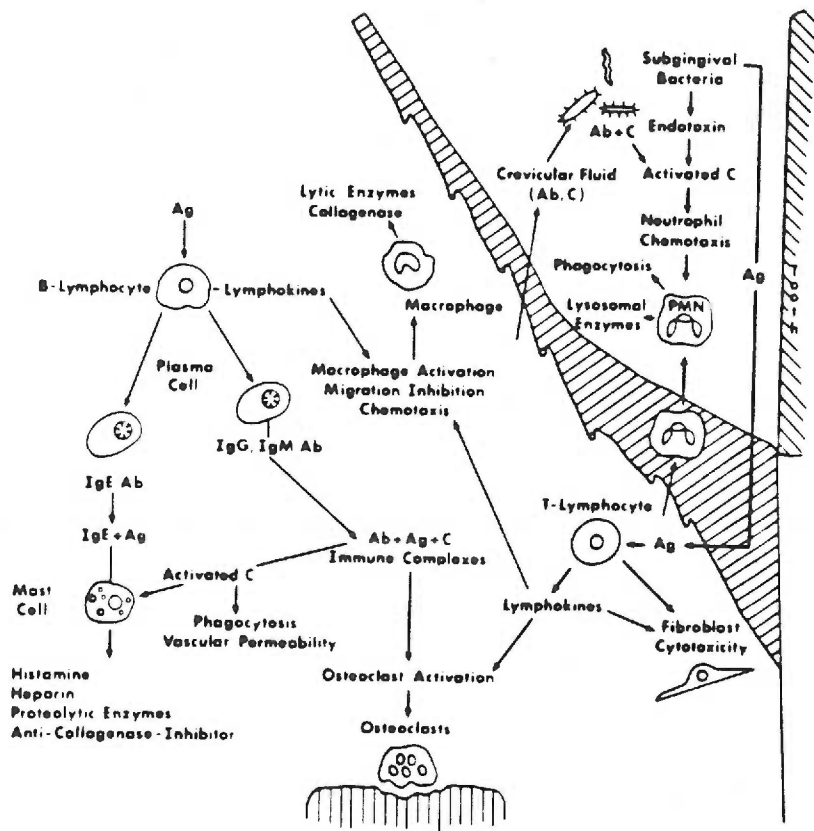 Subgingival
Bacteria
Ab+C
Endotoxin
Crevicular Fluid
(Ab, C)
Activated C
Neutrophil
Chemotaxis
Ag
Tooth
Phagocytosis
PMN
Lysosomal
Enzymes
Lytic Enzymes
Collagenase
Macrophage
Ag
B-Lymphocyte
-Lymphokines
Macrophage Activation
Migration Inhibition
Chemotaxis
Plasma
Cell
IgG, IgM Ab
IgE Ab
IgE+Ag
T-Lymphocyte
Ag
Ab+Ag+C
Immune Complexes
Activated C
Mast
Cell
Phagocytosis
Vascular Permeability
Lymphokines
Fibroblast
Cytotoxicity
Histamine
Heparin
Proteolytic Enzymes
Anti-Collagenase-Inhibitor
Osteoclast Activation
Osteoclasts